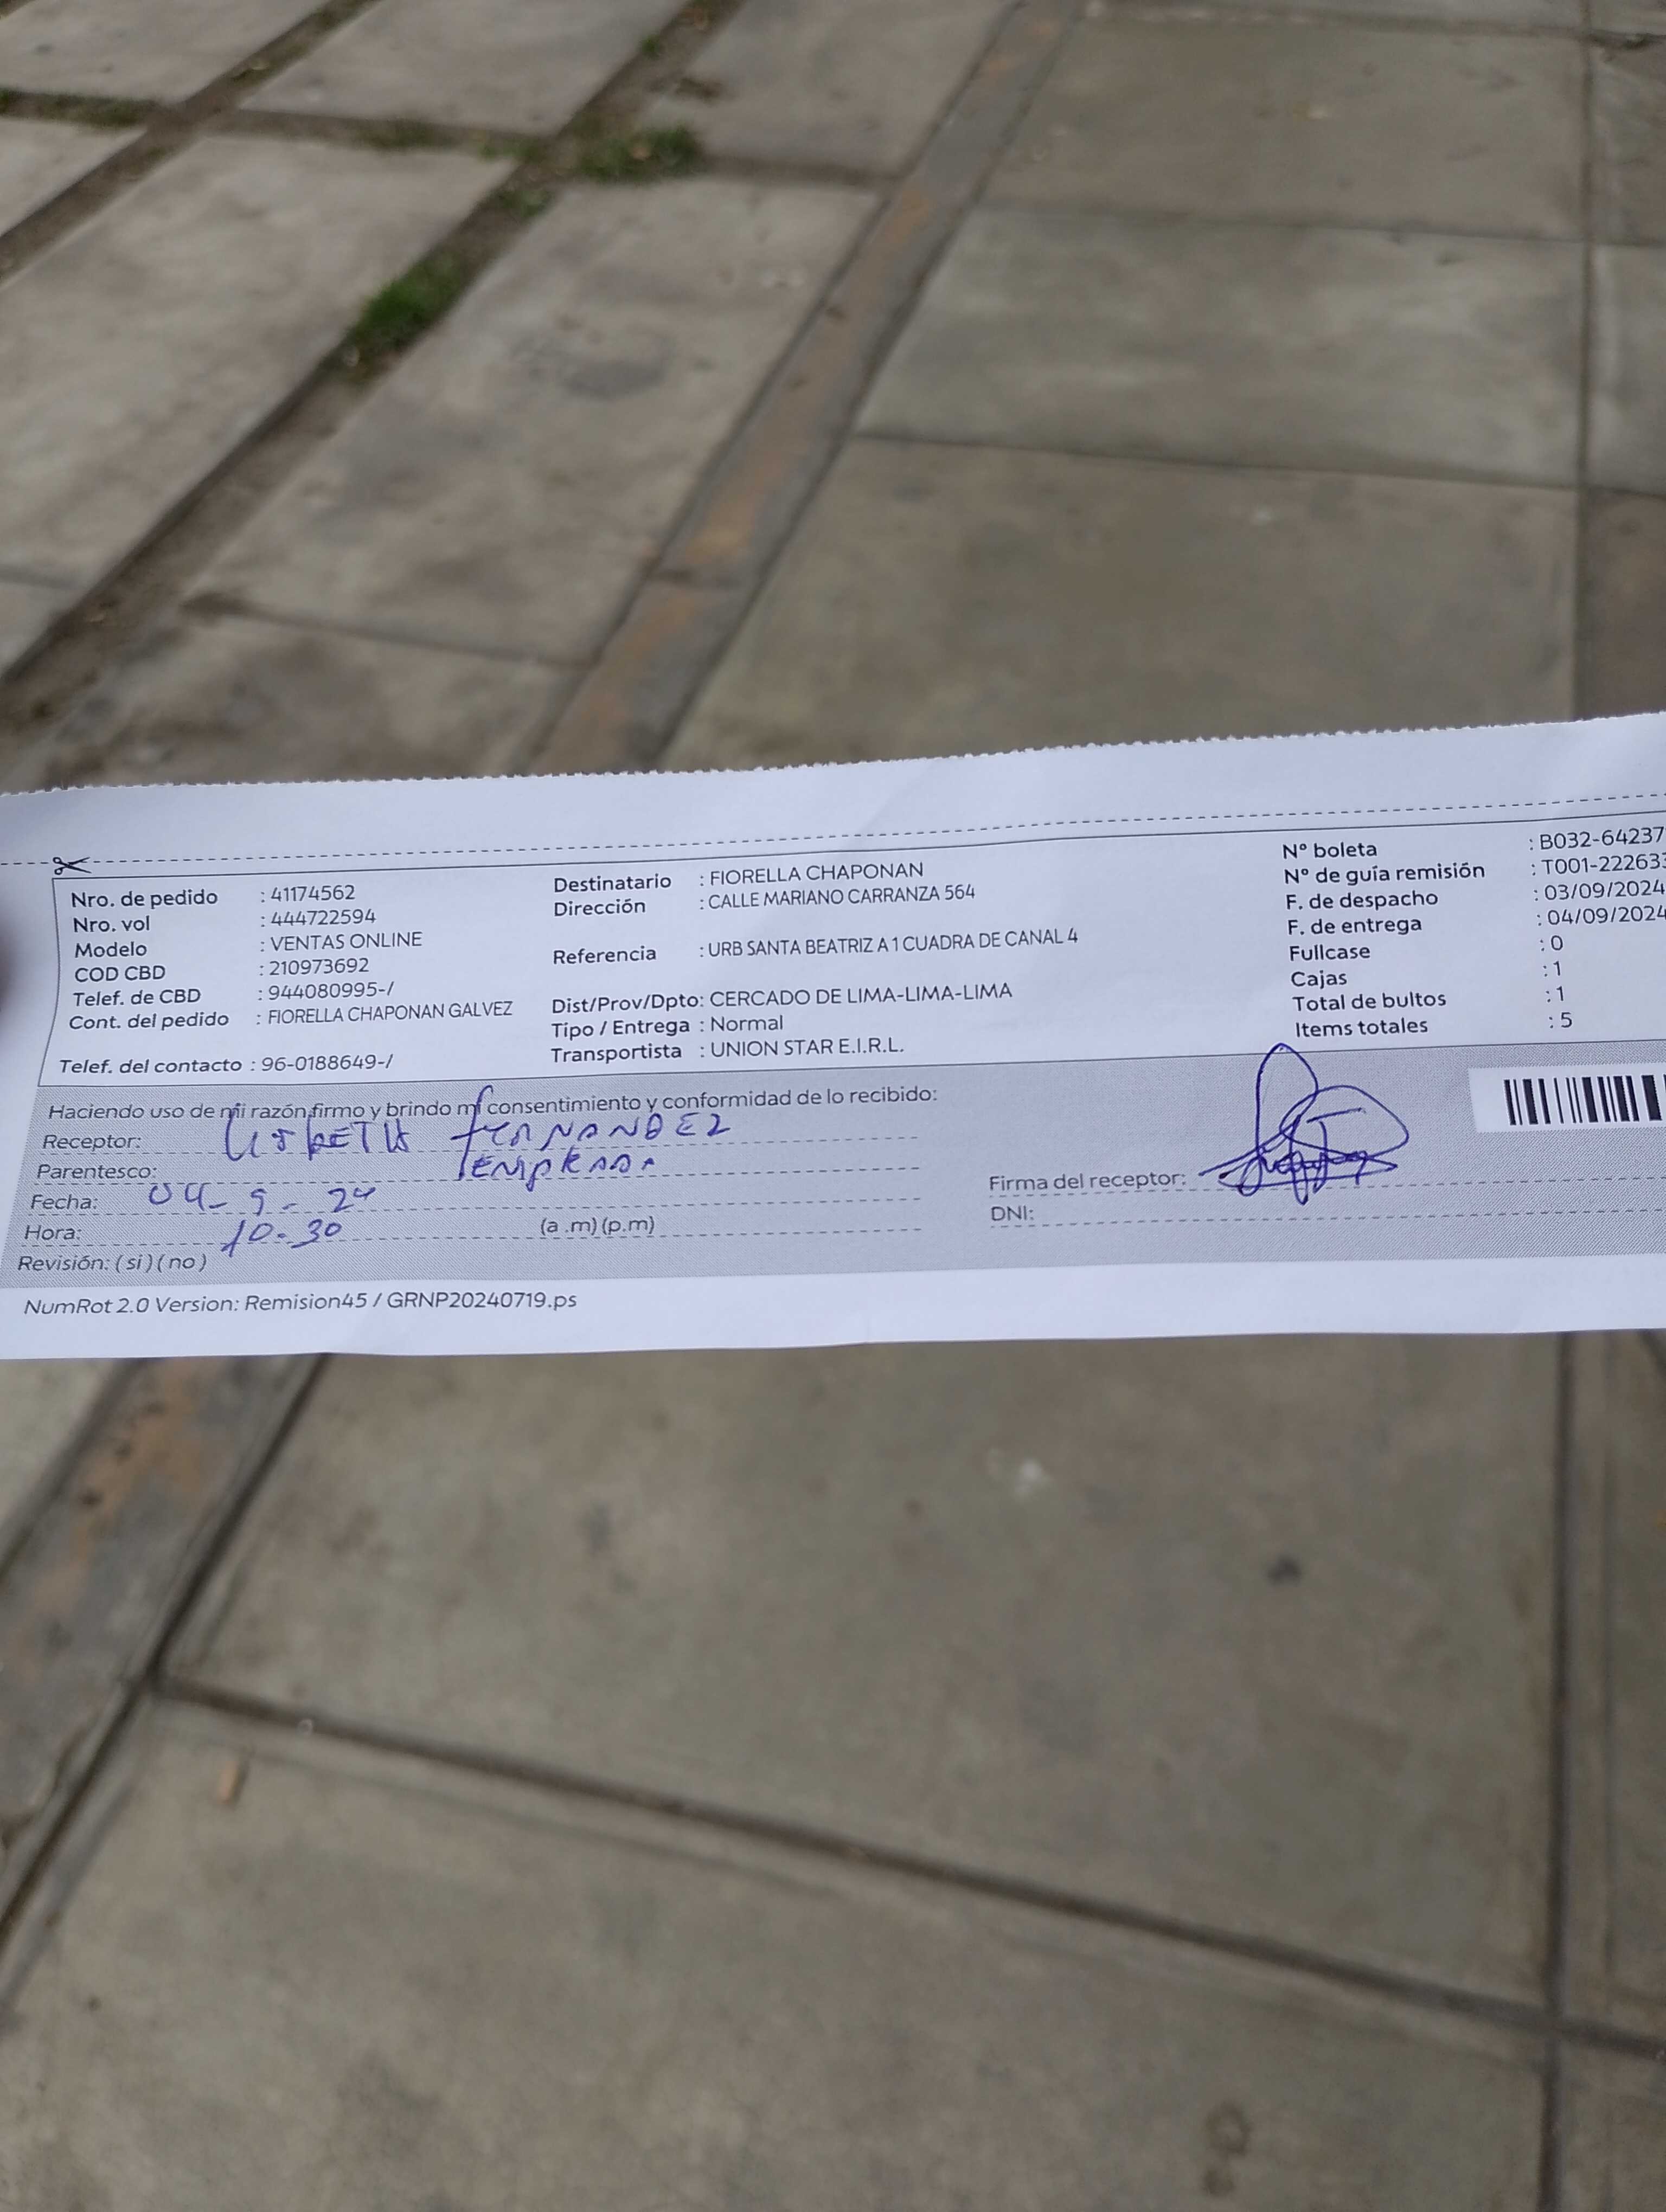 Nro. de pedido : 41174562
Nro. vol : 444722594
Modelo : VENTAS ONLINE
COD CBD : 210973692
Telef. de CBD : 944080995-/
Cont. del pedido : FIORELLA CHAPONAN GALVEZ
Telef. del contacto : 96-0188649-/
Destinatario : FIORELLA CHAPONAN
Dirección : CALLE MARIANO CARRANZA 564
Referencia : URB SANTA BEATRIZ A 1 CUADRA DE CANAL 4
Dist/Prov/Dpto: CERCADO DE LIMA-LIMA-LIMA
Tipo / Entrega : Normal
Transportista : UNION STAR E.I.R.L.
N° boleta : B032-64237
N° de guía remisión : T001-222633
F. de despacho : 03/09/2024
F. de entrega : 04/09/2024
Fullcase : 0
Cajas : 1
Total de bultos : 1
Items totales : 5
Haciendo uso de mi razón firmo y brindo mi consentimiento y conformidad de lo recibido:
Receptor: FERNANDEZ
Parentesco:
Fecha: 04-9-24
Hora: 10-30 (a .m) (p.m)
Revisión: ( si ) ( no )
Firma del receptor:
DNI:
NumRot 2.0 Version: Remision45 / GRNP20240719.ps